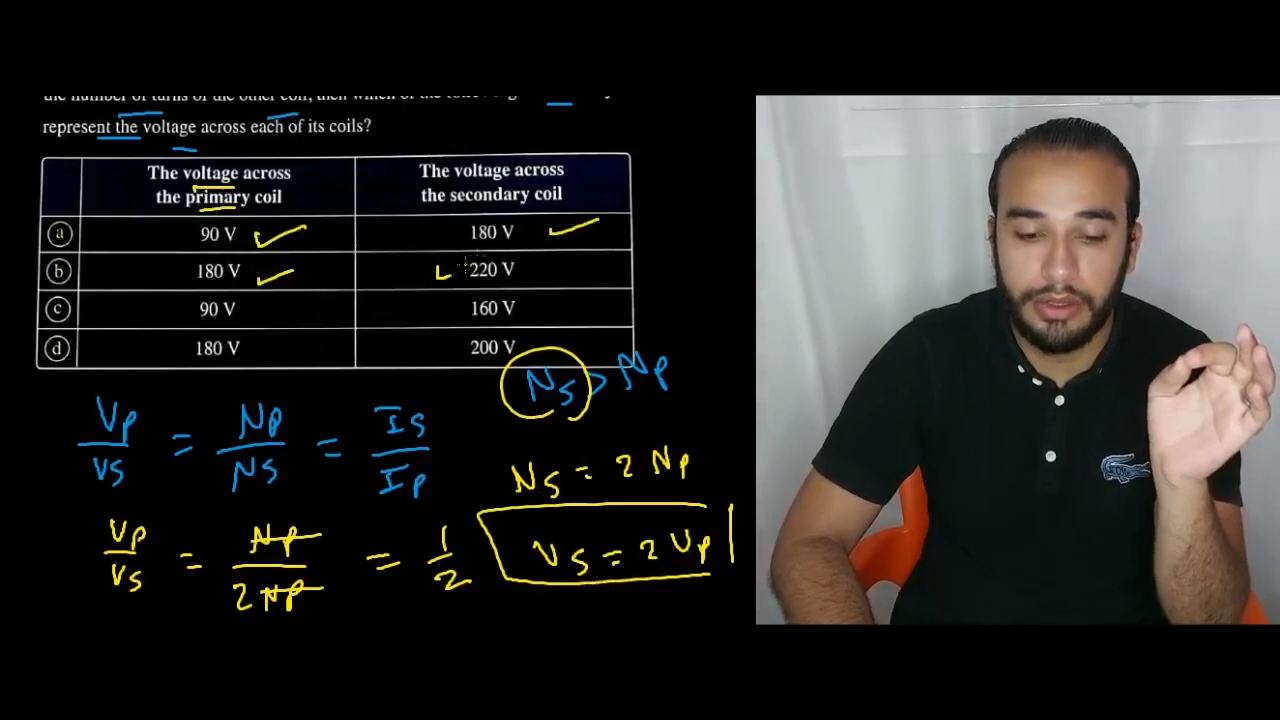 represent the voltage across each of its coils?
The voltage across
the primary coil
The voltage across
the secondary coil
a 90 V 180 V
b 180 V 220 V
c 90 V 160 V
d 180 V 200 V
Ns > Np
Vp/Vs = Np/Ns = Is/Ip
Ns = 2 Np
Vp/Vs = Np/2Np = 1/2
Vs = 2 Vp